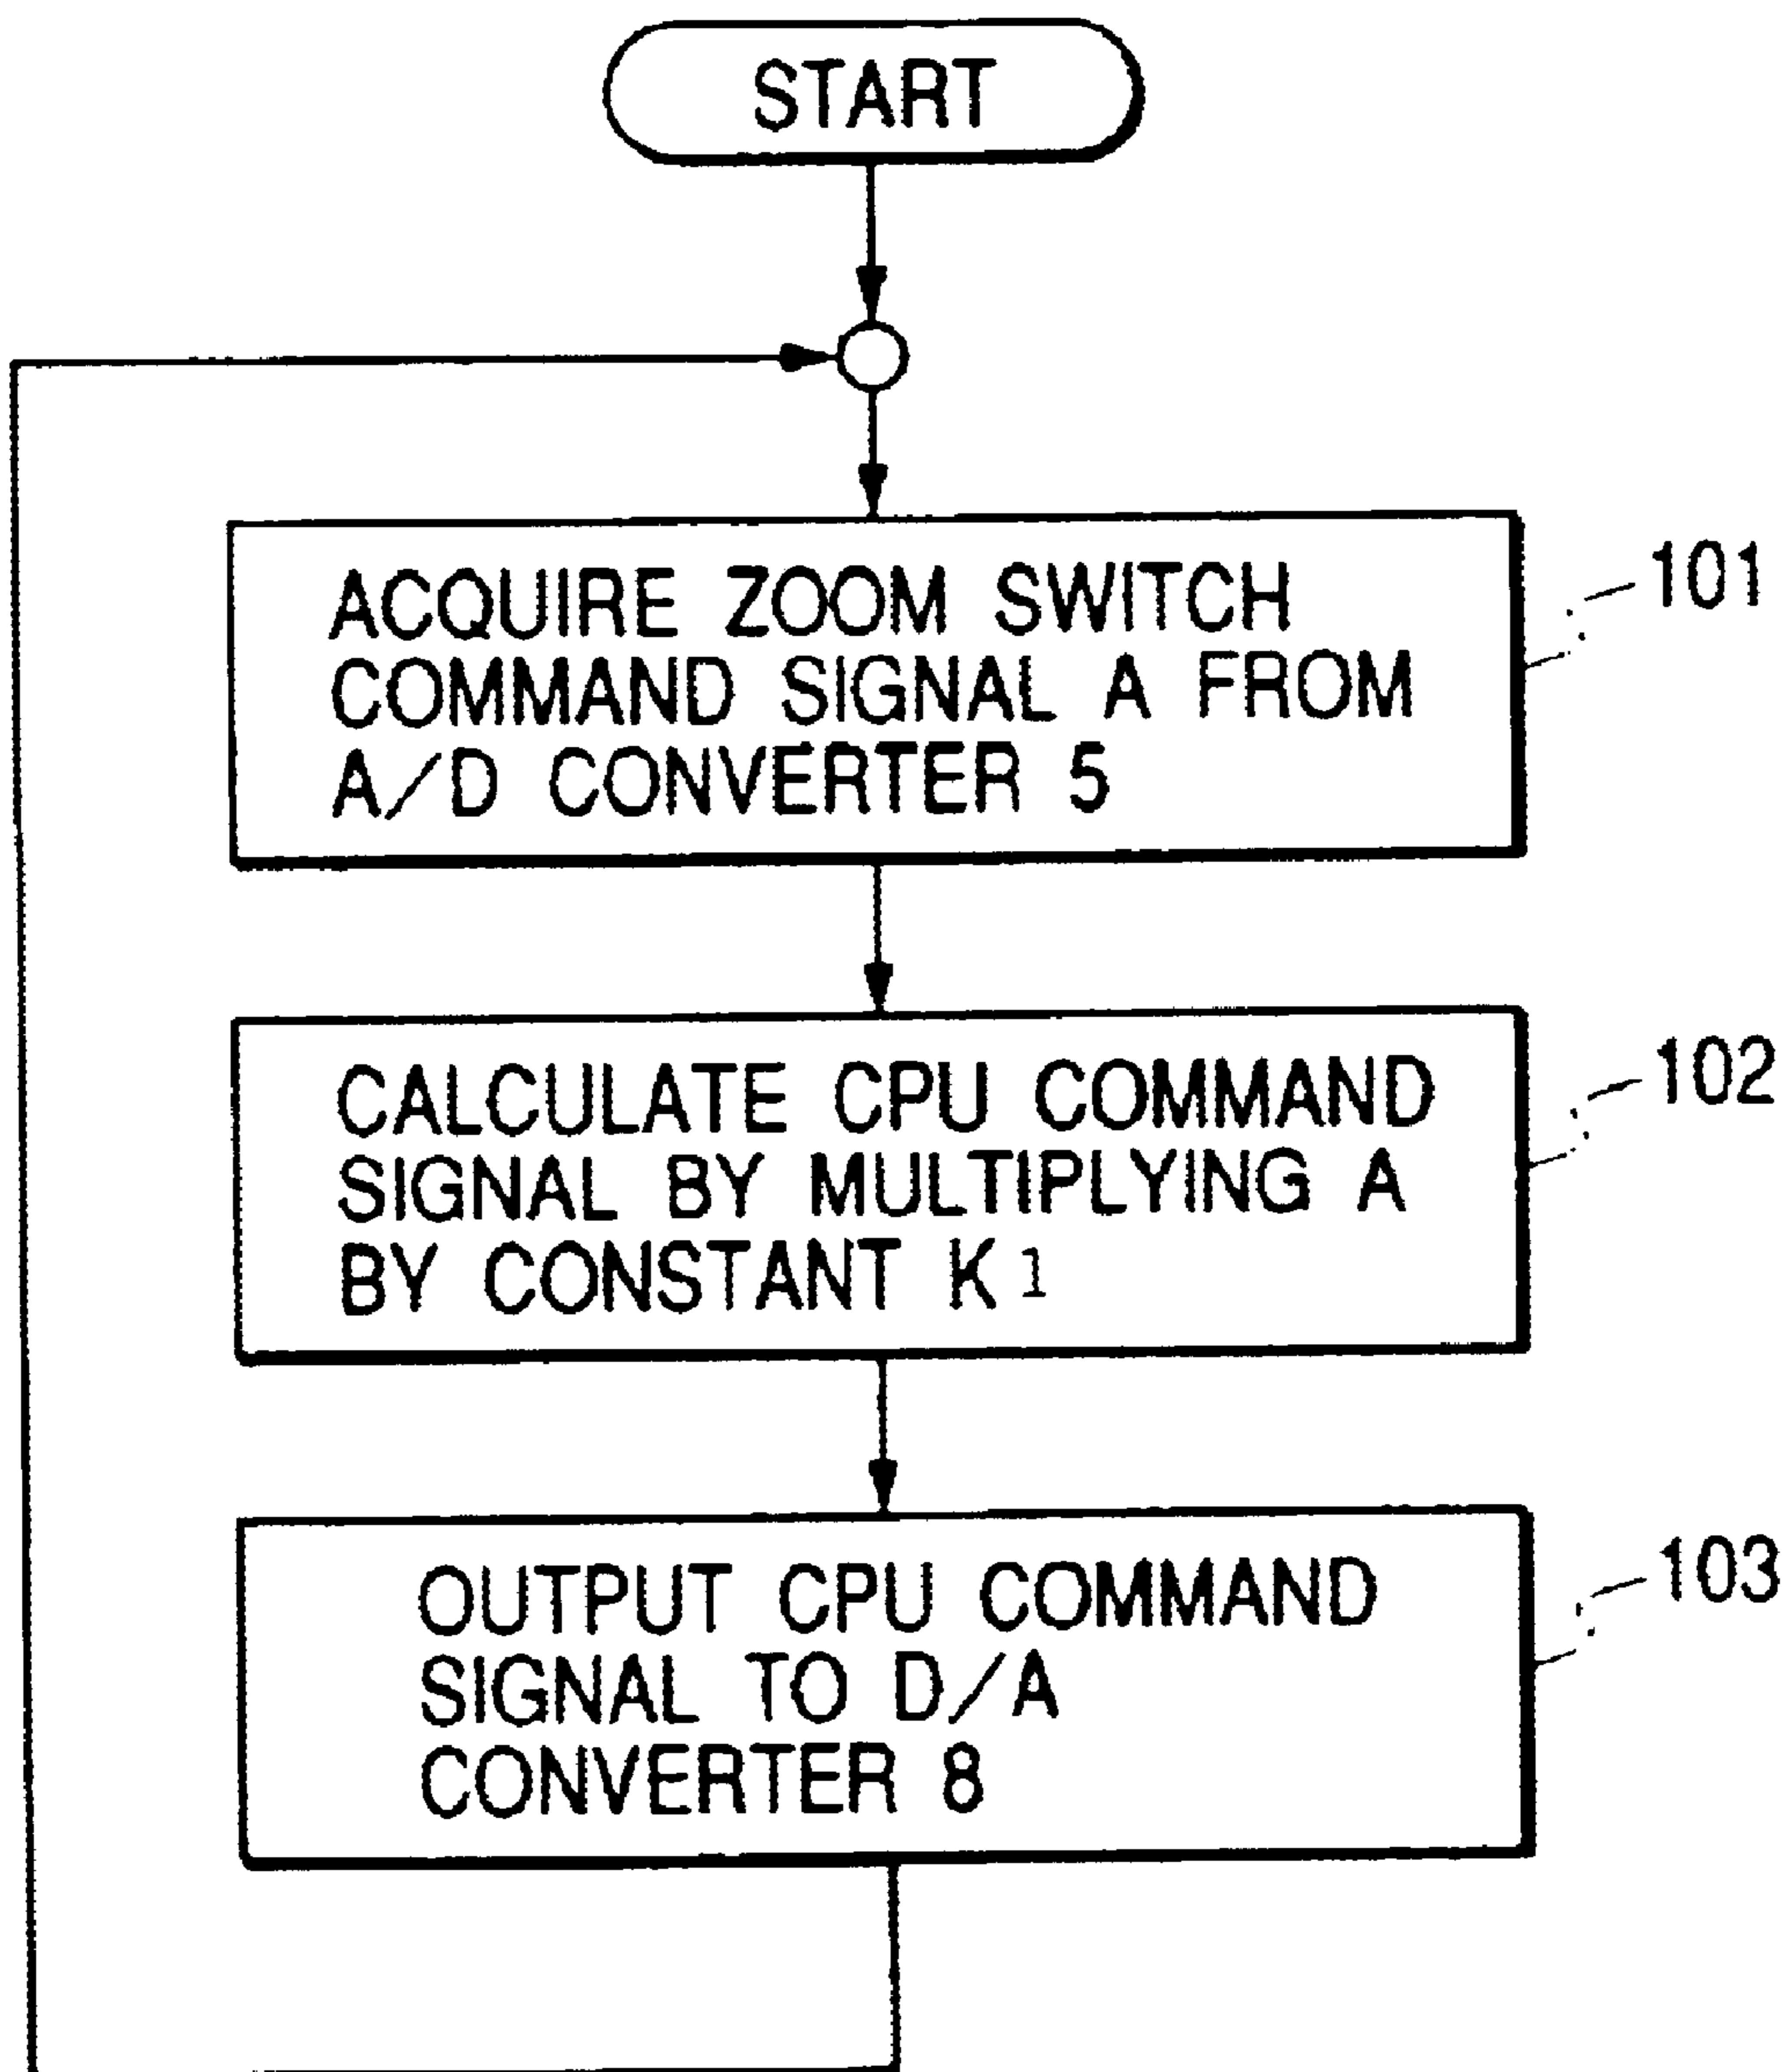 START
ACQUIRE ZOOM SWITCH
COMMAND SIGNAL A FROM
A/D CONVERTER 5
101
CALCULATE CPU COMMAND
SIGNAL BY MULTIPLYING A
BY CONSTANT K1
102
OUTPUT CPU COMMAND
SIGNAL TO D/A
CONVERTER 8
103